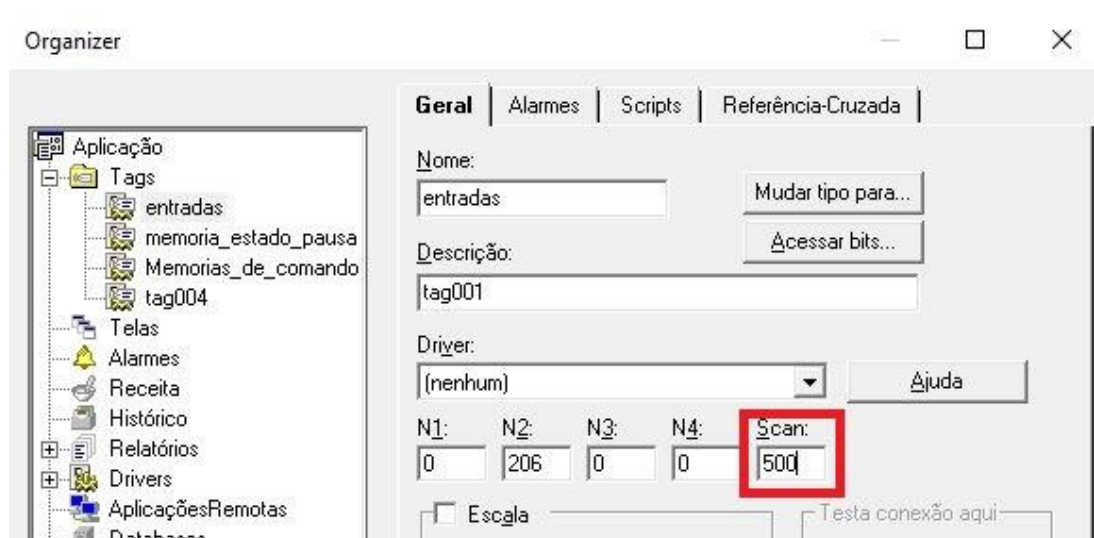 Organizer
Geral Alarmes Scripts Referência-Cruzada
Aplicação
Tags
entradas
memoria_estado_pausa
Memorias_de_comando
tag004
Telas
Alarmes
Receita
Histórico
Relatórios
Drivers
AplicaçõesRemotas
Databases
Nome:
entradas
Mudar tipo para...
Acessar bits...
Descrição:
tag001
Driver:
(nenhum)
Ajuda
N1: N2: N3: N4: Scan:
0 206 0 0 500
Escala
Testa conexão aqui